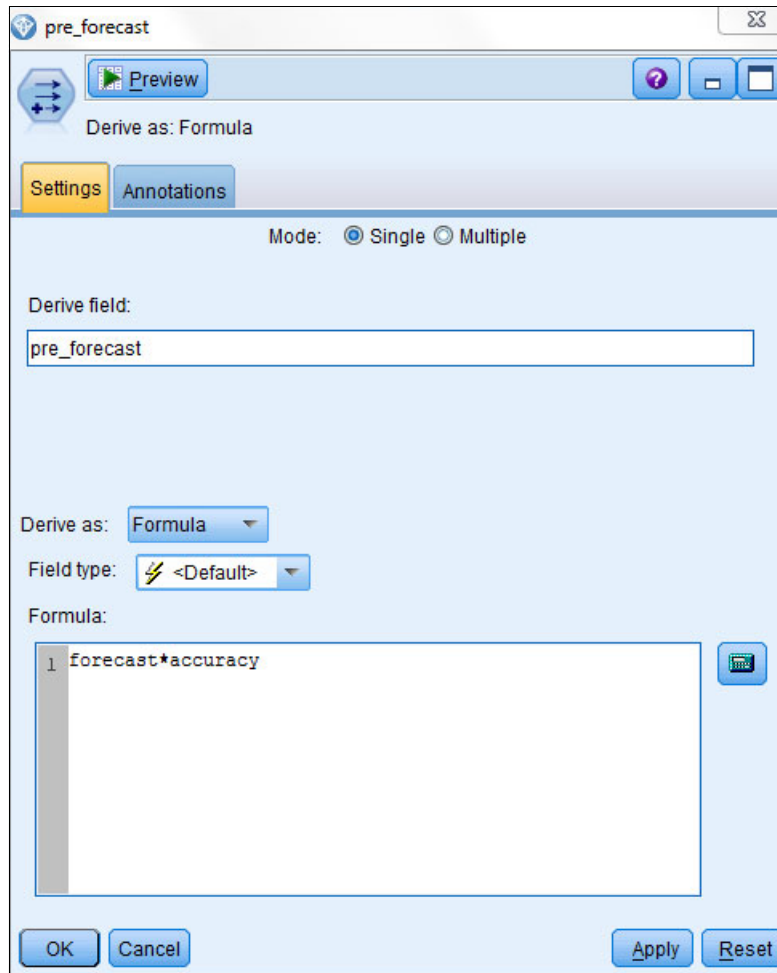 pre_forecast
Preview
Derive as: Formula
Settings Annotations
Mode: Single Multiple
Derive field:
pre_forecast
Derive as: Formula
Field type: <Default>
Formula:
1 forecast*accuracy
OK Cancel Apply Reset